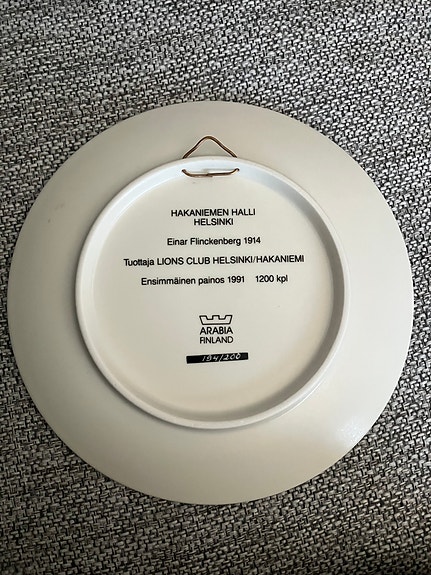 HAKANIEMEN HALLI
HELSINKI
Einar Flinckenberg 1914
Tuottaja LIONS CLUB HELSINKI/HAKANIEMI
Ensimmäinen painos 1991 1200 kpl
ARABIA
FINLAND
194/200